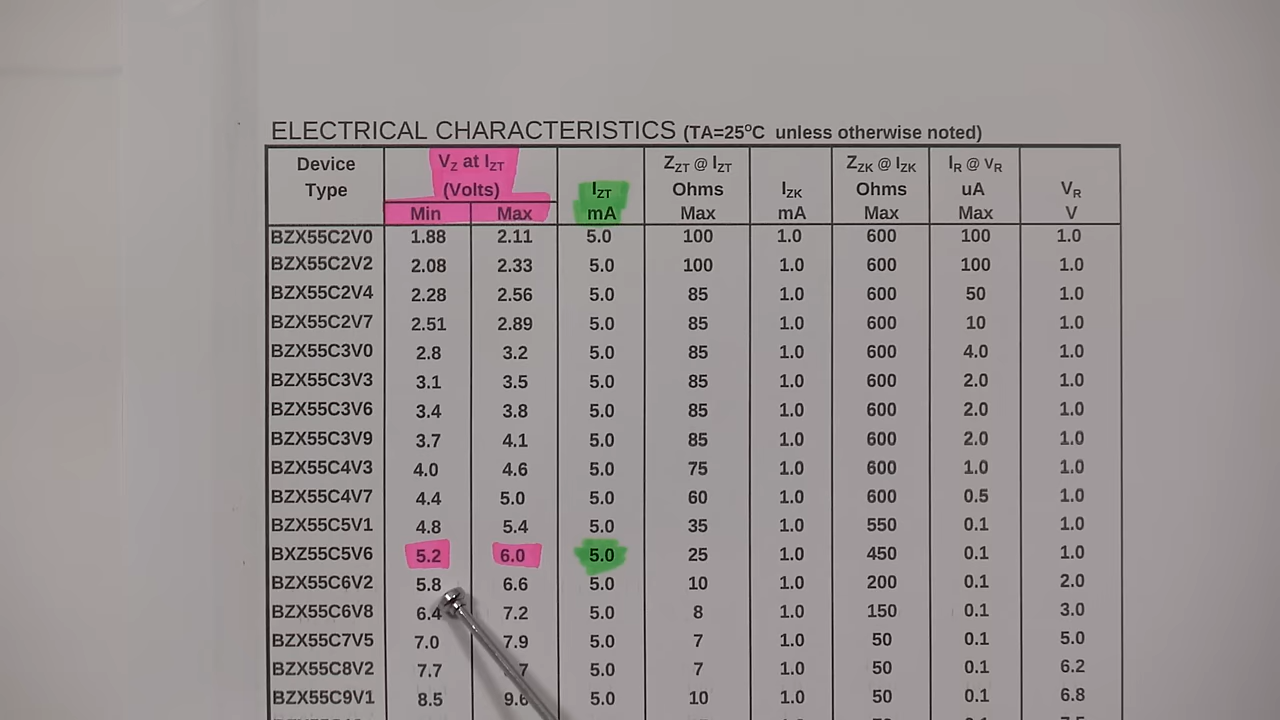 ELECTRICAL CHARACTERISTICS (TA=25°C unless otherwise noted)
Device Type VZ at IZT (Volts) Min Max IZT mA ZZT @ IZT Ohms Max IZK mA ZZK @ IZK Ohms Max IR @ VR uA Max VR V
BZX55C2V0 1.88 2.11 5.0 100 1.0 600 100 1.0
BZX55C2V2 2.08 2.33 5.0 100 1.0 600 100 1.0
BZX55C2V4 2.28 2.56 5.0 85 1.0 600 50 1.0
BZX55C2V7 2.51 2.89 5.0 85 1.0 600 10 1.0
BZX55C3V0 2.8 3.2 5.0 85 1.0 600 4.0 1.0
BZX55C3V3 3.1 3.5 5.0 85 1.0 600 2.0 1.0
BZX55C3V6 3.4 3.8 5.0 85 1.0 600 2.0 1.0
BZX55C3V9 3.7 4.1 5.0 85 1.0 600 2.0 1.0
BZX55C4V3 4.0 4.6 5.0 75 1.0 600 1.0 1.0
BZX55C4V7 4.4 5.0 5.0 60 1.0 600 0.5 1.0
BZX55C5V1 4.8 5.4 5.0 35 1.0 550 0.1 1.0
BXZ55C5V6 5.2 6.0 5.0 25 1.0 450 0.1 1.0
BZX55C6V2 5.8 6.6 5.0 10 1.0 200 0.1 2.0
BZX55C6V8 6.4 7.2 5.0 8 1.0 150 0.1 3.0
BZX55C7V5 7.0 7.9 5.0 7 1.0 50 0.1 5.0
BZX55C8V2 7.7 5.0 7 1.0 50 0.1 6.2
BZX55C9V1 8.5 9.6 5.0 10 1.0 50 0.1 6.8